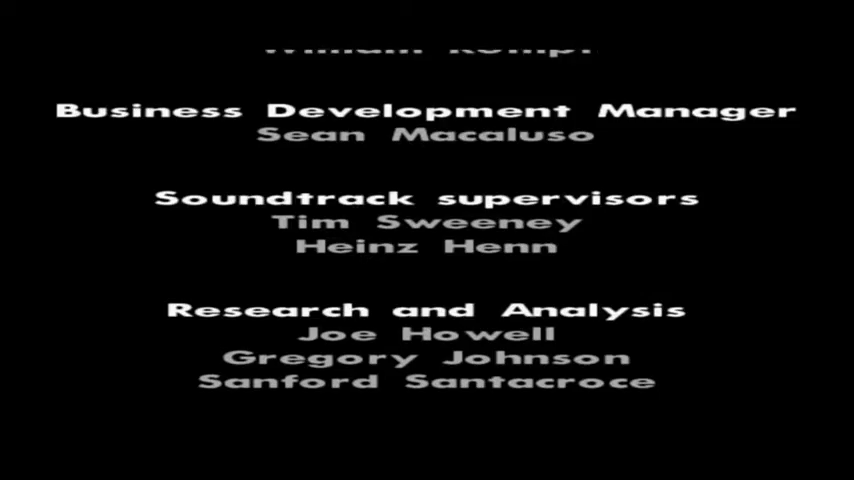 William
Business Development Manager
Sean Macaluso
Soundtrack supervisors
Tim Sweeney
Heinz Henn
Research and Analysis
Joe Howell
Gregory Johnson
Sanford Santacroce